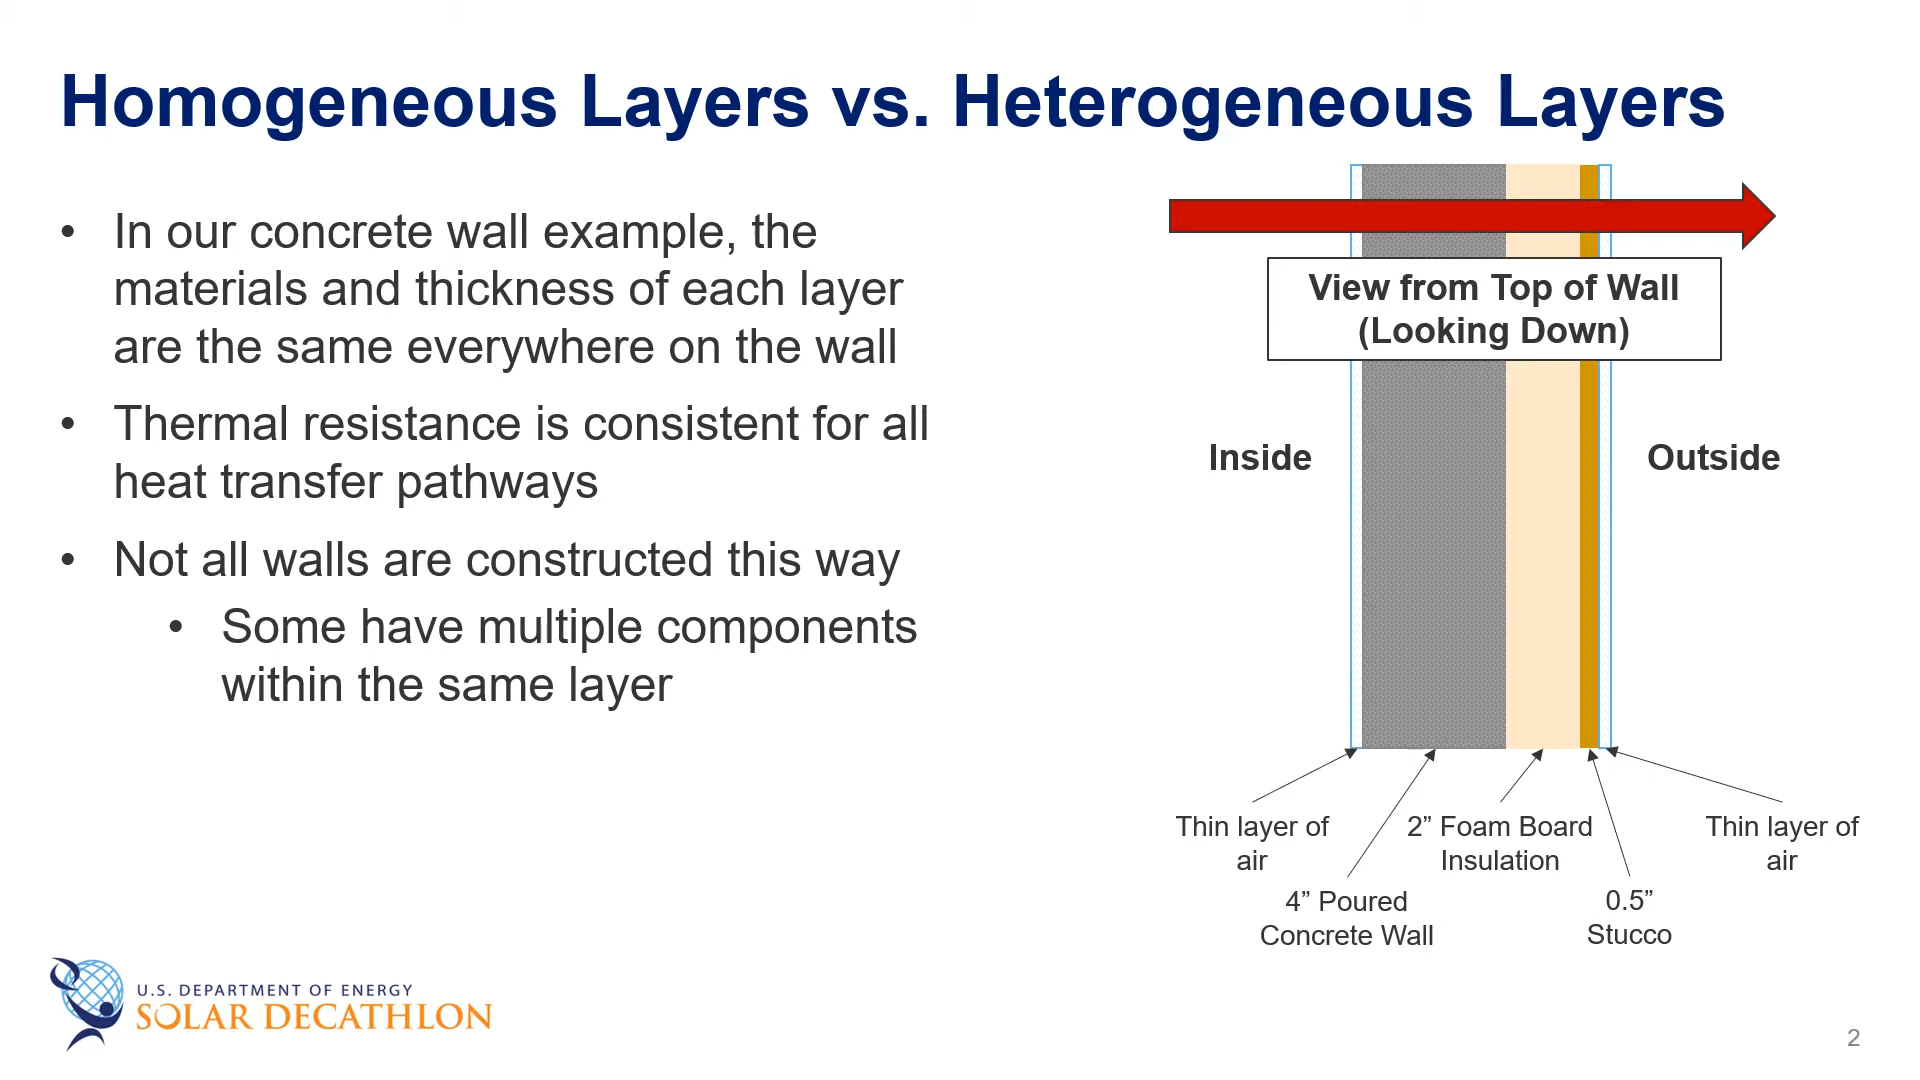 Homogeneous Layers vs. Heterogeneous Layers
• In our concrete wall example, the
materials and thickness of each layer
are the same everywhere on the wall
• Thermal resistance is consistent for all
heat transfer pathways
• Not all walls are constructed this way
• Some have multiple components
within the same layer
View from Top of Wall
(Looking Down)
Inside
Outside
Thin layer of
air
4” Poured
Concrete Wall
2” Foam Board
Insulation
0.5”
Stucco
Thin layer of
air
U.S. DEPARTMENT OF ENERGY
SOLAR DECATHLON
2